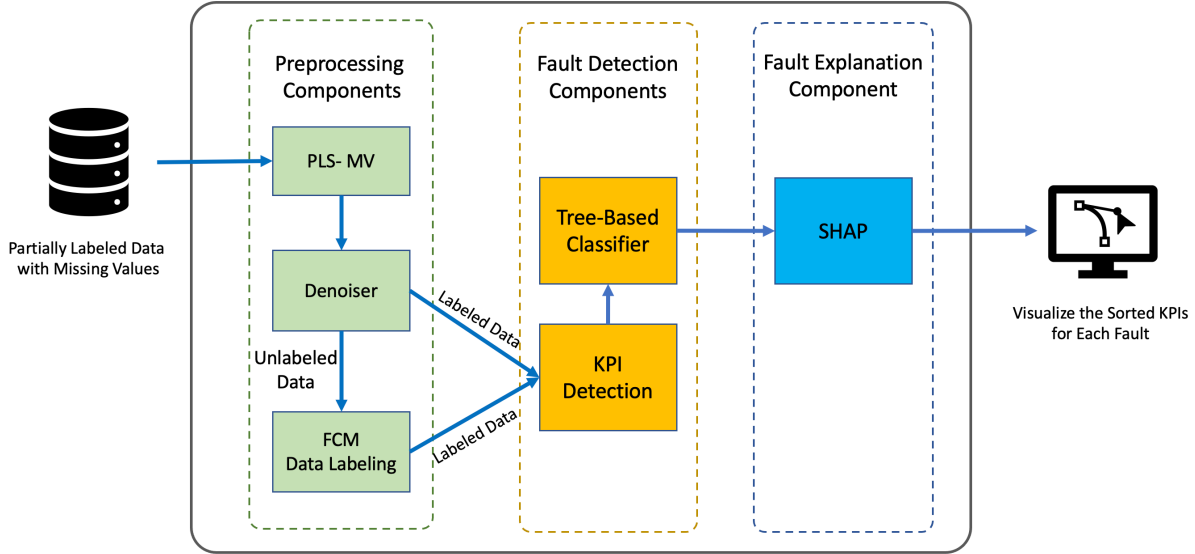 Preprocessing
Components
Fault Detection
Components
Fault Explanation
Component
PLS- MV
Tree-Based
Classifier
SHAP
Partially Labeled Data
with Missing Values
Denoiser
Labeled Data
Visualize the Sorted KPIs
for Each Fault
Unlabeled
Data
KPI
Detection
FCM
Data Labeling
Labeled Data